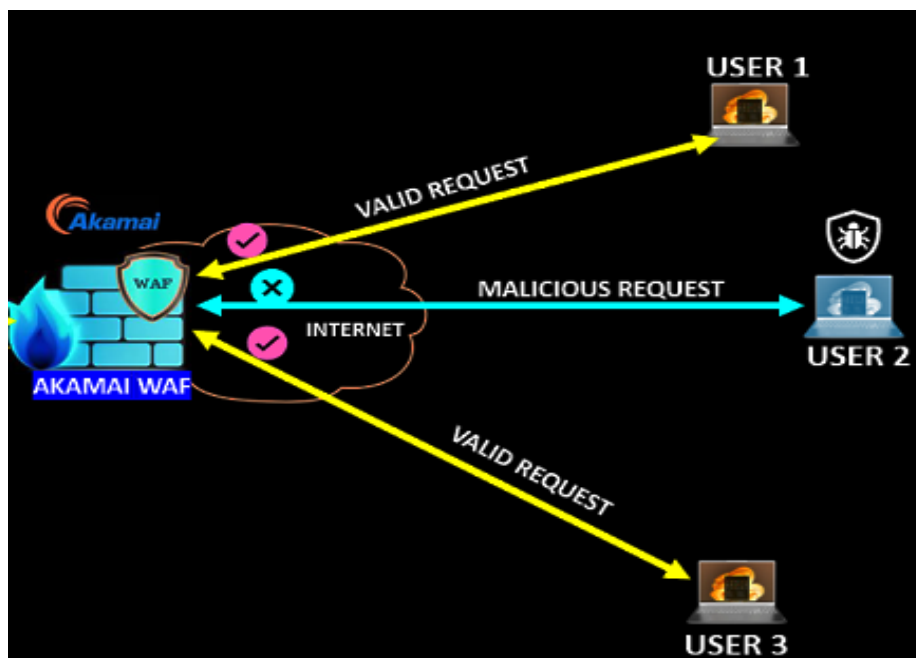 USER 1
VALID REQUEST
Akamai
WAF
MALICIOUS REQUEST
INTERNET
USER 2
AKAMAI WAF
VALID REQUEST
USER 3